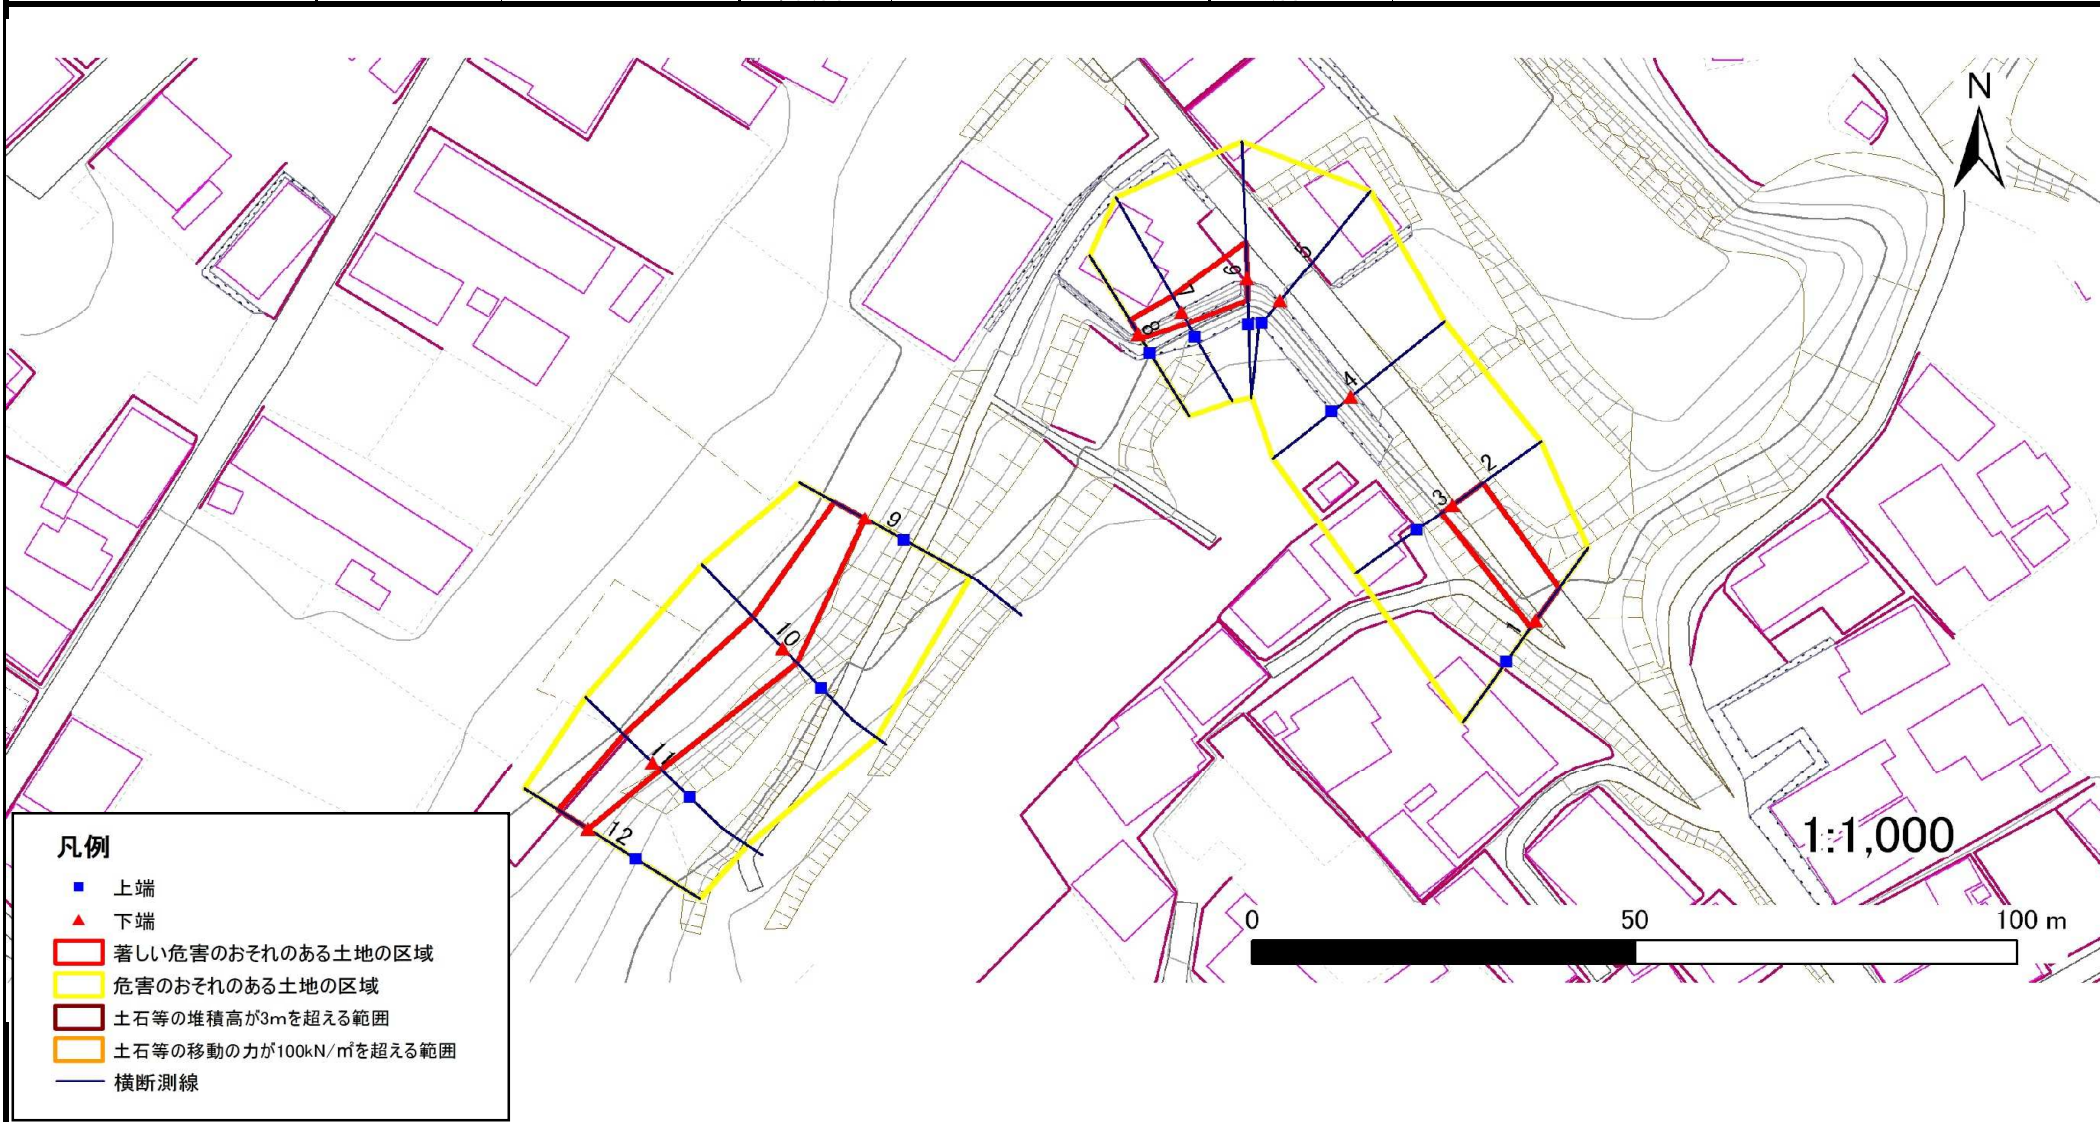 N
5
6
7
8
4
2
3
1
9
10
11
12
1:1,000
0 50 100 m
凡例
上端
下端
著しい危害のおそれのある土地の区域
危害のおそれのある土地の区域
土石等の堆積高が3mを超える範囲
土石等の移動の力が100kN/㎡を超える範囲
横断測線